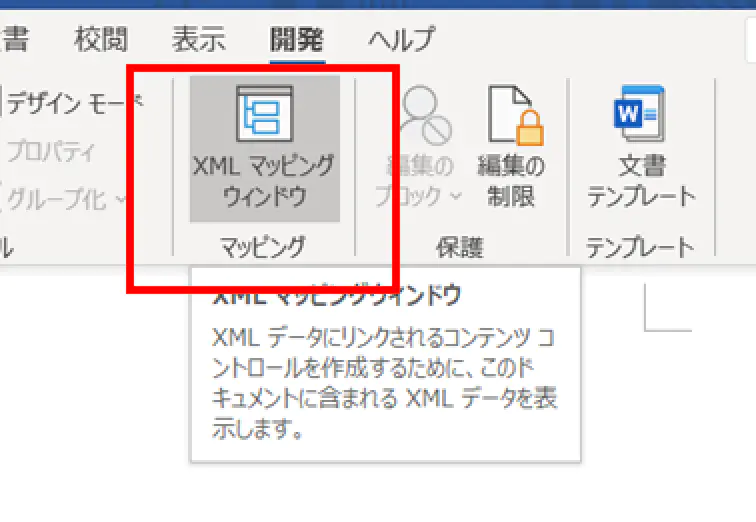 書 校閲 表示 開発 ヘルプ
デザイン モード
プロパティ
グループ化
ル
XML マッピング
ウィンドウ
マッピング
編集の
ブロック
編集の
制限
保護
文書
テンプレート
テンプレート
XML マッピングウィンドウ
XML データにリンクされるコンテンツ コ
ントロールを作成するために、このド
キュメントに含まれる XML データを表
示します。
W